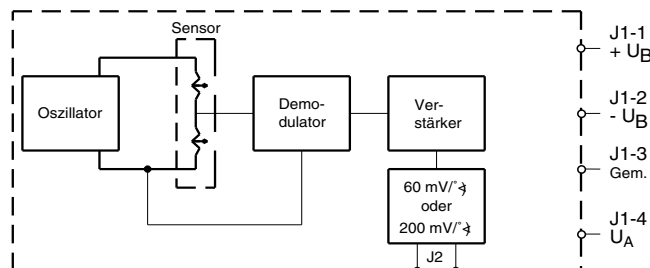 Sensor
Oszillator
Demo-
dulator
Ver-
stärker
60 mV/°∢
oder
200 mV/°∢
J2
J1-1
+ UB
J1-2
- UB
J1-3
Gem.
J1-4
UA